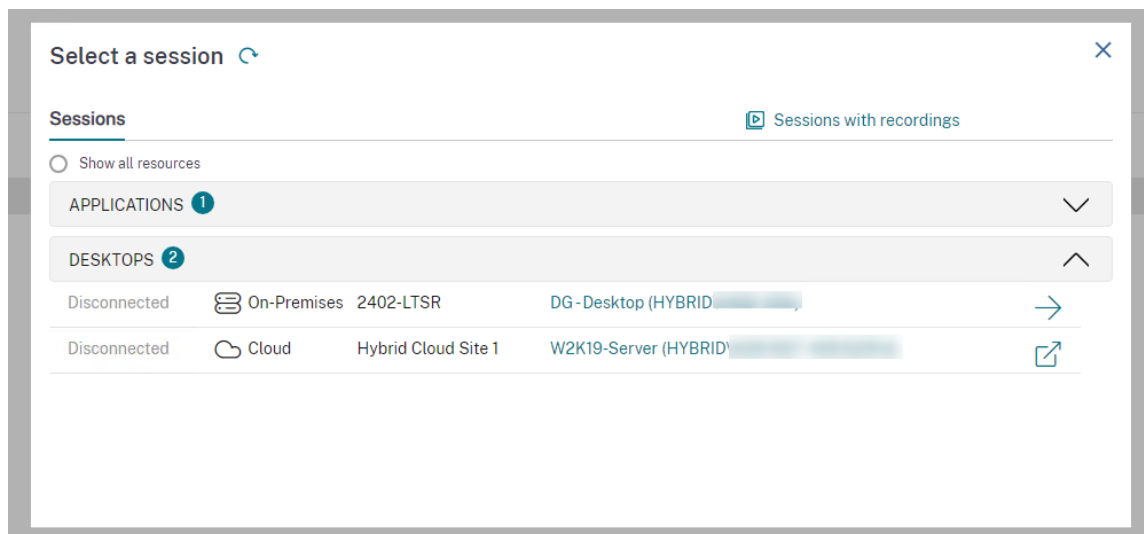 Select a session
Sessions
Sessions with recordings
Show all resources
APPLICATIONS 1
DESKTOPS 2
Disconnected On-Premises 2402-LTSR DG-Desktop (HYBRID
Disconnected Cloud Hybrid Cloud Site 1 W2K19-Server (HYBRID